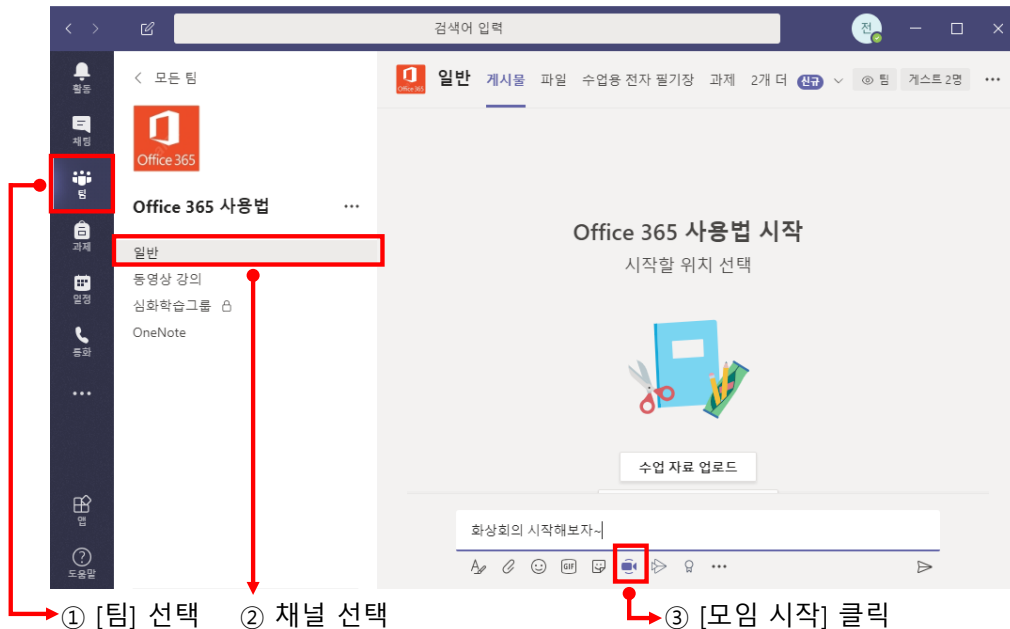 검색어 입력
전
활동
채팅
팀
과제
일정
통화
앱
도움말
모든 팀
Office 365
Office 365 사용법
일반
동영상 강의
심화학습그룹
OneNote
Office 365
일반 게시물 파일 수업용 전자 필기장 과제 2개 더 신규 팀 게스트 2명
Office 365 사용법 시작
시작할 위치 선택
수업 자료 업로드
화상회의 시작해보자~
GIF
① [팀] 선택 ② 채널 선택 ③ [모임 시작] 클릭